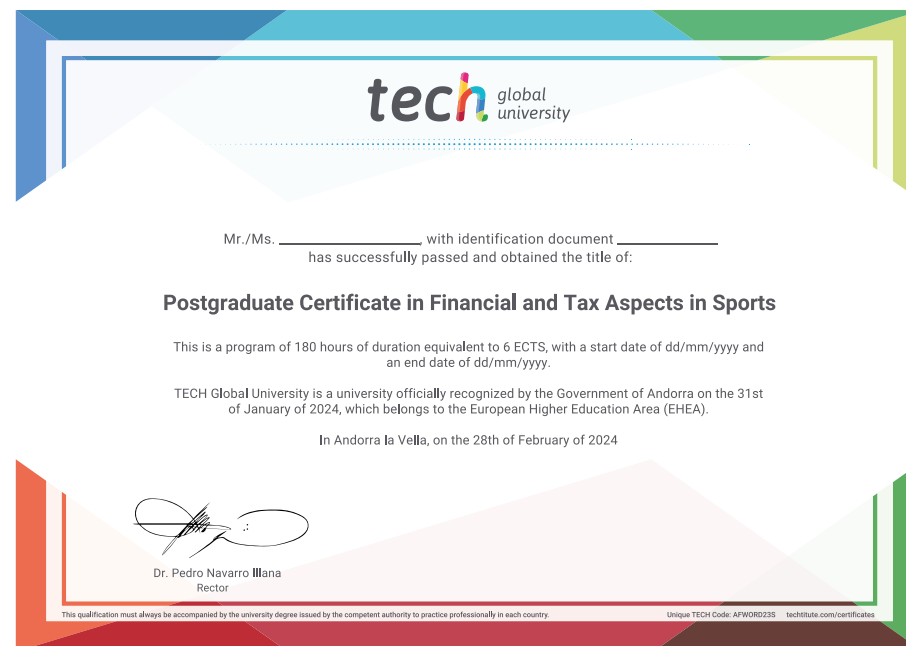 tech global university
Mr./Ms. ____________________, with identification document ______________
has successfully passed and obtained the title of:
Postgraduate Certificate in Financial and Tax Aspects in Sports
This is a program of 180 hours of duration equivalent to 6 ECTS, with a start date of dd/mm/yyyy and
an end date of dd/mm/yyyy.
TECH Global University is a university officially recognized by the Government of Andorra on the 31st
of January of 2024, which belongs to the European Higher Education Area (EHEA).
In Andorra la Vella, on the 28th of February of 2024
Dr. Pedro Navarro Illana
Rector
This qualification must always be accompanied by the university degree issued by the competent authority to practice professionally in each country.
Unique TECH Code: AFWORD23S techtitute.com/certificates